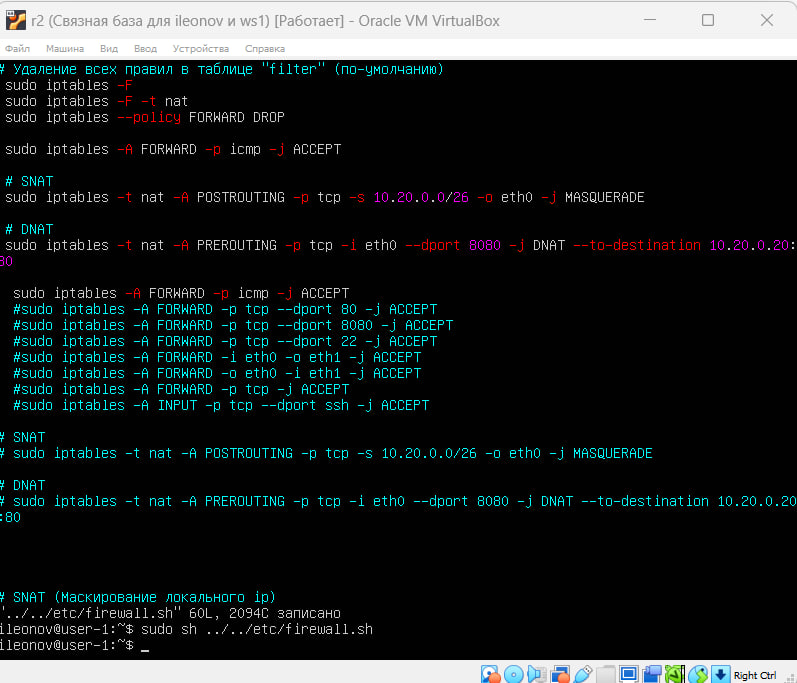 r2 (Связная база для ileonov и ws1) [Работает] - Oracle VM VirtualBox
Файл Машина Вид Ввод Устройства Справка
# Удаление всех правил в таблице "filter" (по-умолчанию)
sudo iptables -F
sudo iptables -F -t nat
sudo iptables --policy FORWARD DROP
sudo iptables -A FORWARD -p icmp -j ACCEPT
# SNAT
sudo iptables -t nat -A POSTROUTING -p tcp -s 10.20.0.0/26 -o eth0 -j MASQUERADE
# DNAT
sudo iptables -t nat -A PREROUTING -p tcp -i eth0 --dport 8080 -j DNAT --to-destination 10.20.0.20:
80
sudo iptables -A FORWARD -p icmp -j ACCEPT
#sudo iptables -A FORWARD -p tcp --dport 80 -j ACCEPT
#sudo iptables -A FORWARD -p tcp --dport 8080 -j ACCEPT
#sudo iptables -A FORWARD -p tcp --dport 22 -j ACCEPT
#sudo iptables -A FORWARD -i eth0 -o eth1 -j ACCEPT
#sudo iptables -A FORWARD -o eth0 -i eth1 -j ACCEPT
#sudo iptables -A FORWARD -p tcp -j ACCEPT
#sudo iptables -A INPUT -p tcp --dport ssh -j ACCEPT
# SNAT
# sudo iptables -t nat -A POSTROUTING -p tcp -s 10.20.0.0/26 -o eth0 -j MASQUERADE
# DNAT
# sudo iptables -t nat -A PREROUTING -p tcp -i eth0 --dport 8080 -j DNAT --to-destination 10.20.0.20
:80
# SNAT (Маскирование локального ip)
"../../etc/firewall.sh" 60L, 2094C записано
ileonov@user-1:~$ sudo sh ../../etc/firewall.sh
ileonov@user-1:~$ _
Right Ctrl